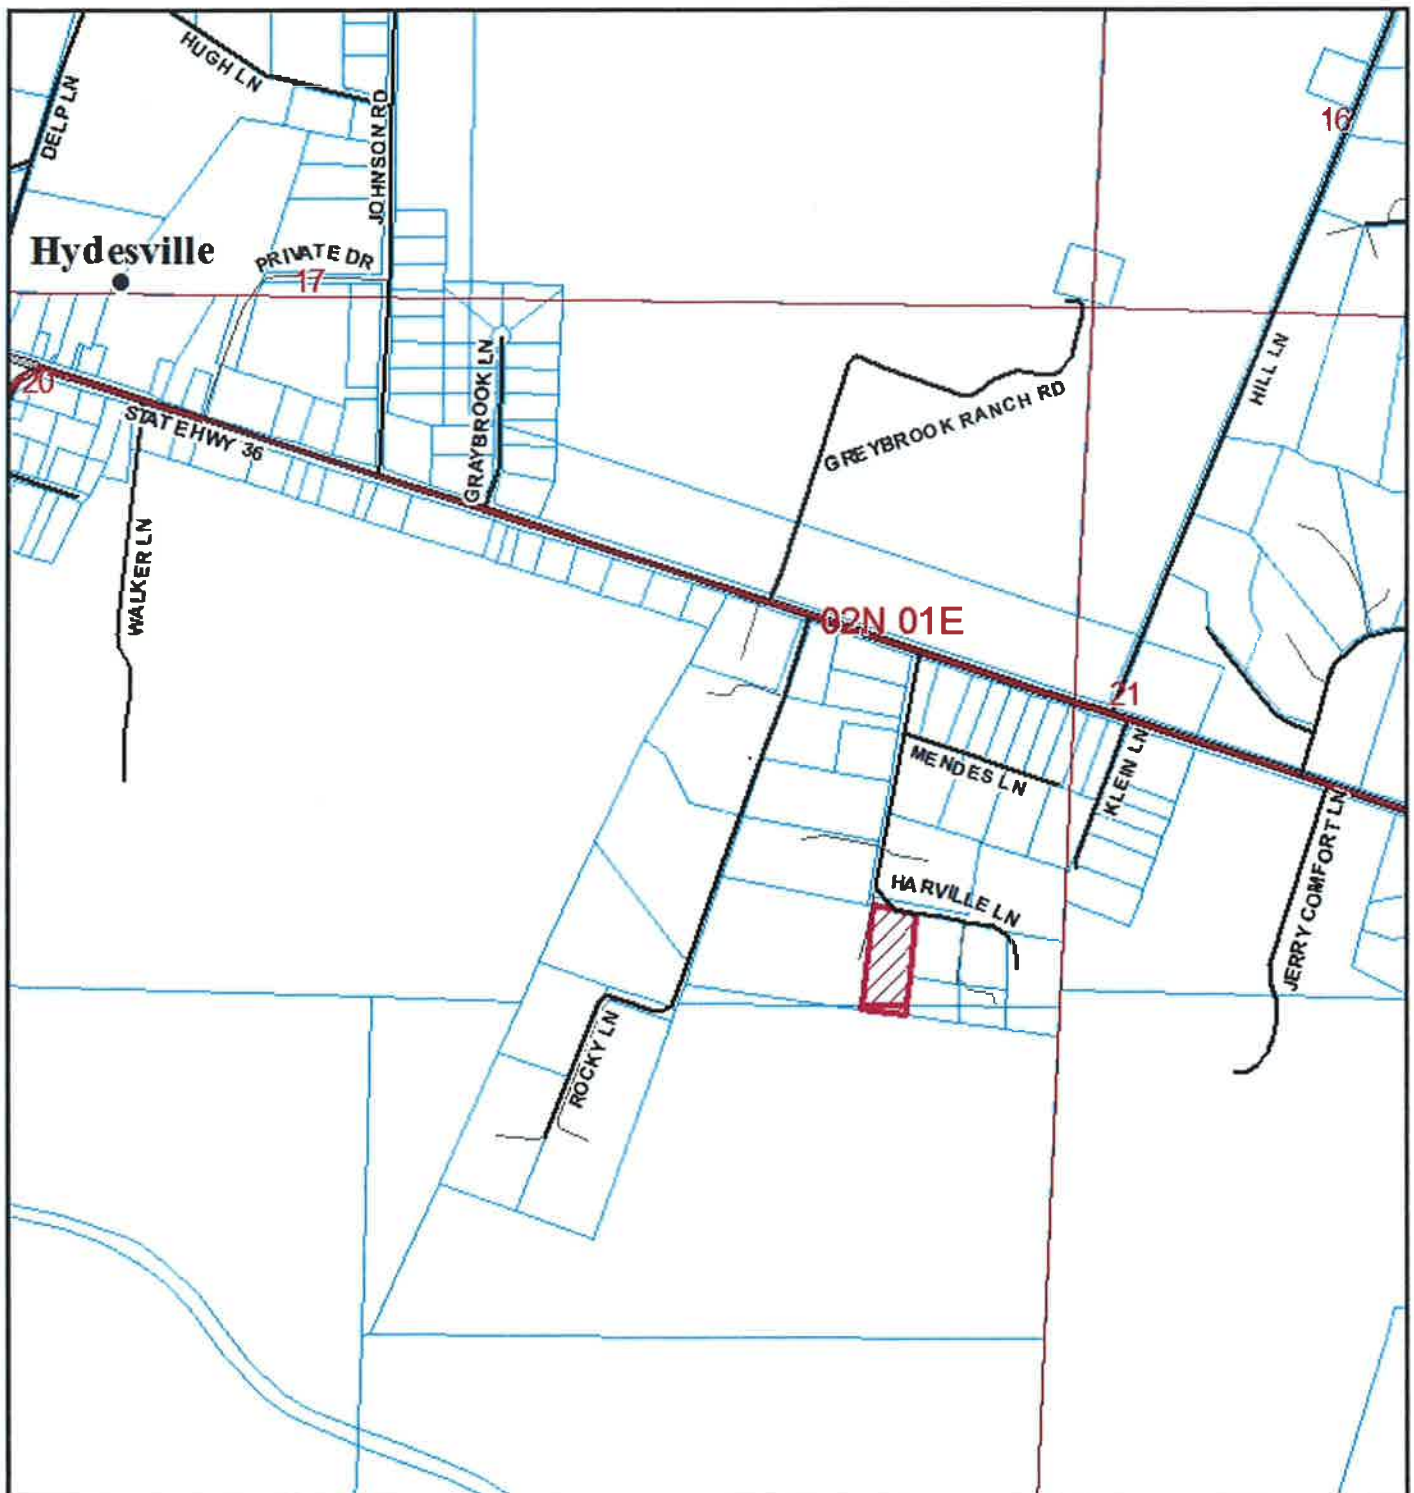 HUGH LN
DELP LN
JOHNSON RD
16
Hydesville
PRIVATE DR
17
HILL LN
GRAYBROOK LN
GREYBROOK RANCH RD
20
STATE HWY 36
WALKER LN
02N 01E
21
MENDES LN
KLEIN LN
JERRY COMFORT LN
HARVILLE LN
ROCKY LN